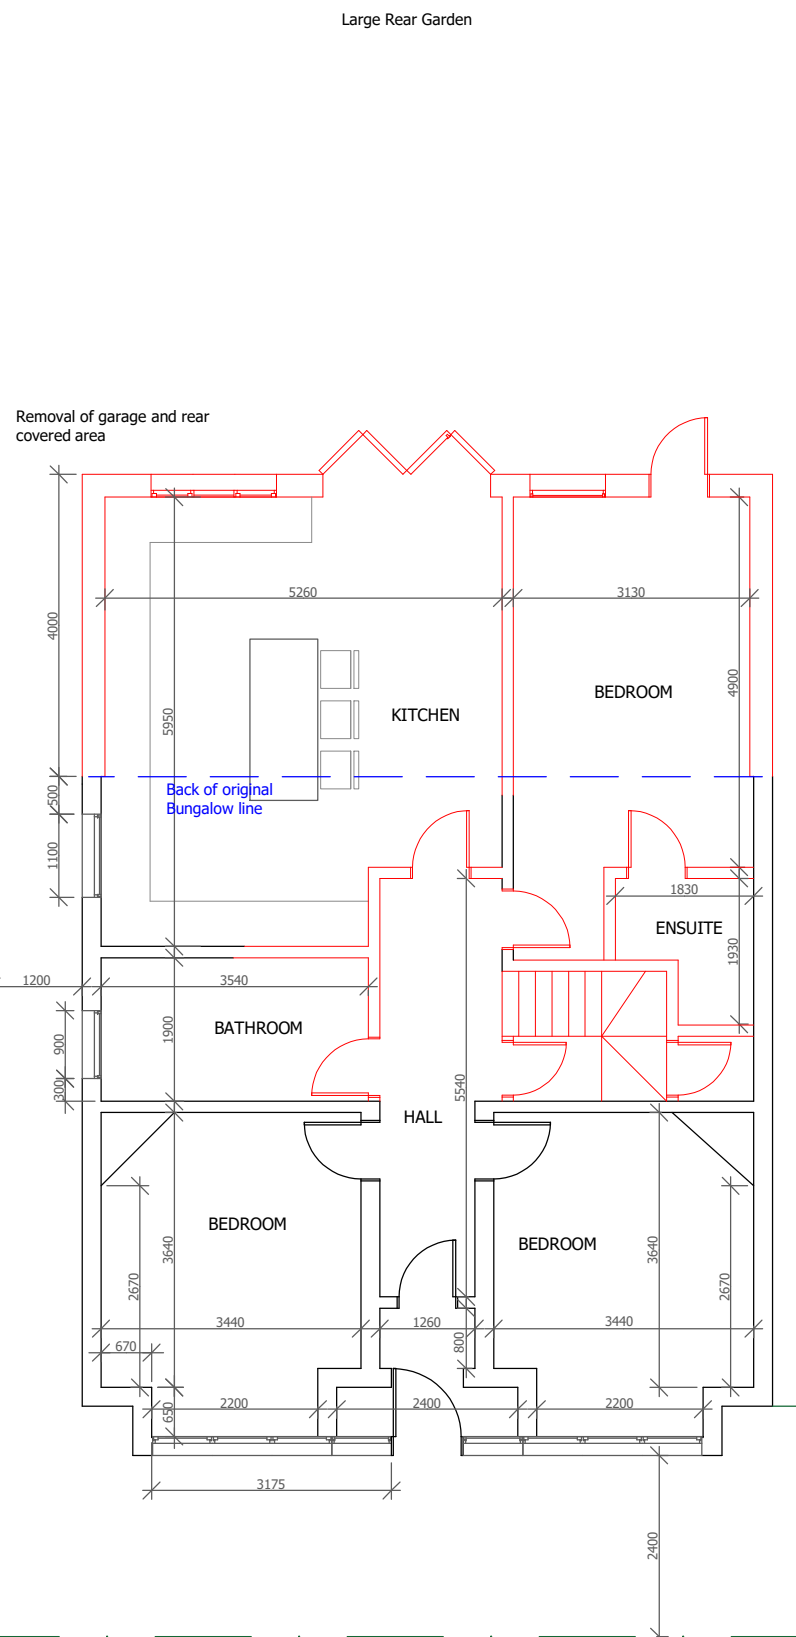 Large Rear Garden
Removal of garage and rear
covered area
5260
3130
4000
4900
5950
BEDROOM
KITCHEN
Back of original
Bungalow line
500
1100
1830
ENSUITE
1930
1200
3540
900
1900
BATHROOM
300
5540
HALL
BEDROOM
BEDROOM
3640
3640
2670
2670
3440
1260
3440
670
800
650
2200
2400
2200
3175
2400